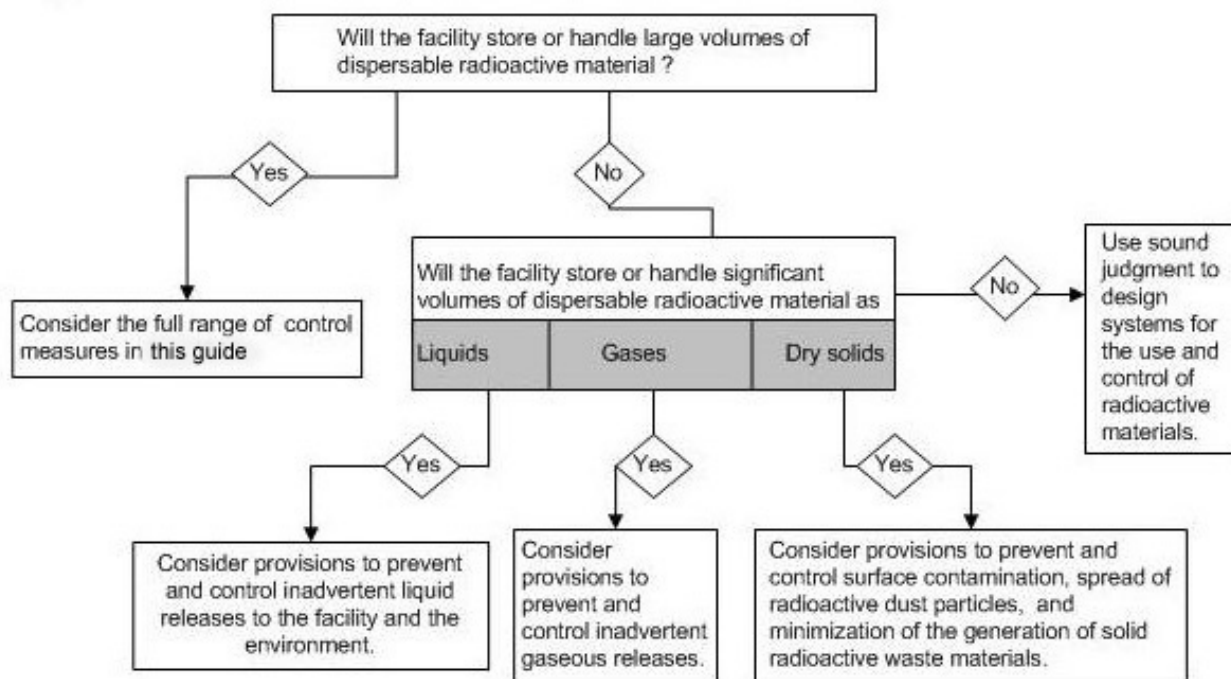 Will the facility store or handle large volumes of
dispersable radioactive material ?
Yes
No
Will the facility store or handle significant
volumes of dispersable radioactive material as
Liquids
Gases
Dry solids
No
Use sound
judgment to
design
systems for
the use and
control of
radioactive
materials.
Consider the full range of control
measures in this guide
Yes
Yes
Yes
Consider provisions to prevent
and control inadvertent liquid
releases to the facility and the
environment.
Consider
provisions to
prevent and
control inadvertent
gaseous releases.
Consider provisions to prevent and
control surface contamination, spread of
radioactive dust particles, and
minimization of the generation of solid
radioactive waste materials.